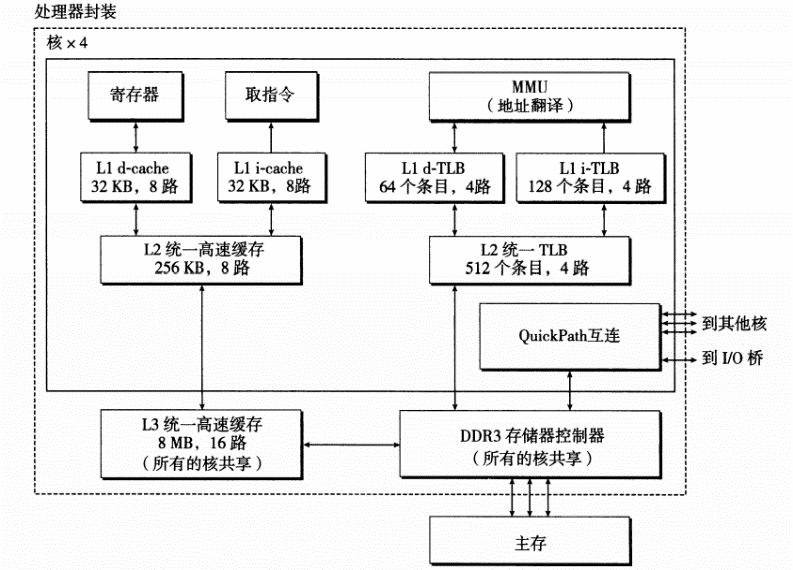 处理器封装
核 × 4
寄存器
取指令
MMU
（地址翻译）
L1 d-cache
32 KB，8 路
L1 i-cache
32 KB，8路
L1 d-TLB
64 个条目，4路
L1 i-TLB
128 个条目，4 路
L2 统一高速缓存
256 KB，8 路
L2 统一 TLB
512 个条目，4 路
QuickPath互连
到其他核
到 I/O 桥
L3 统一高速缓存
8 MB，16 路
（所有的核共享）
DDR3 存储器控制器
（所有的核共享）
主存